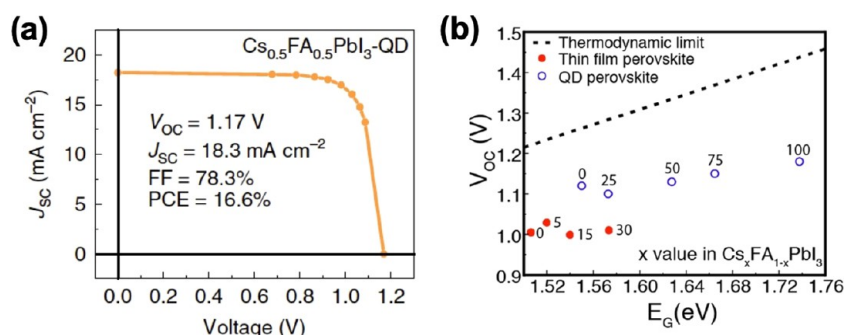 (a)
Cs0.5FA0.5PbI3-QD
20
15
10
5
0
JSC (mA cm−2)
VOC = 1.17 V
JSC = 18.3 mA cm−2
FF = 78.3%
PCE = 16.6%
0.0 0.2 0.4 0.6 0.8 1.0 1.2
Voltage (V)
(b)
1.5
1.4
1.3
1.2
1.1
1.0
0.9
VOC (V)
Thermodynamic limit
Thin film perovskite
QD perovskite
0 25 50 75 100
0 5 15 30
x value in CsxFA1-xPbI3
1.52 1.56 1.60 1.64 1.68 1.72 1.76
EG(eV)